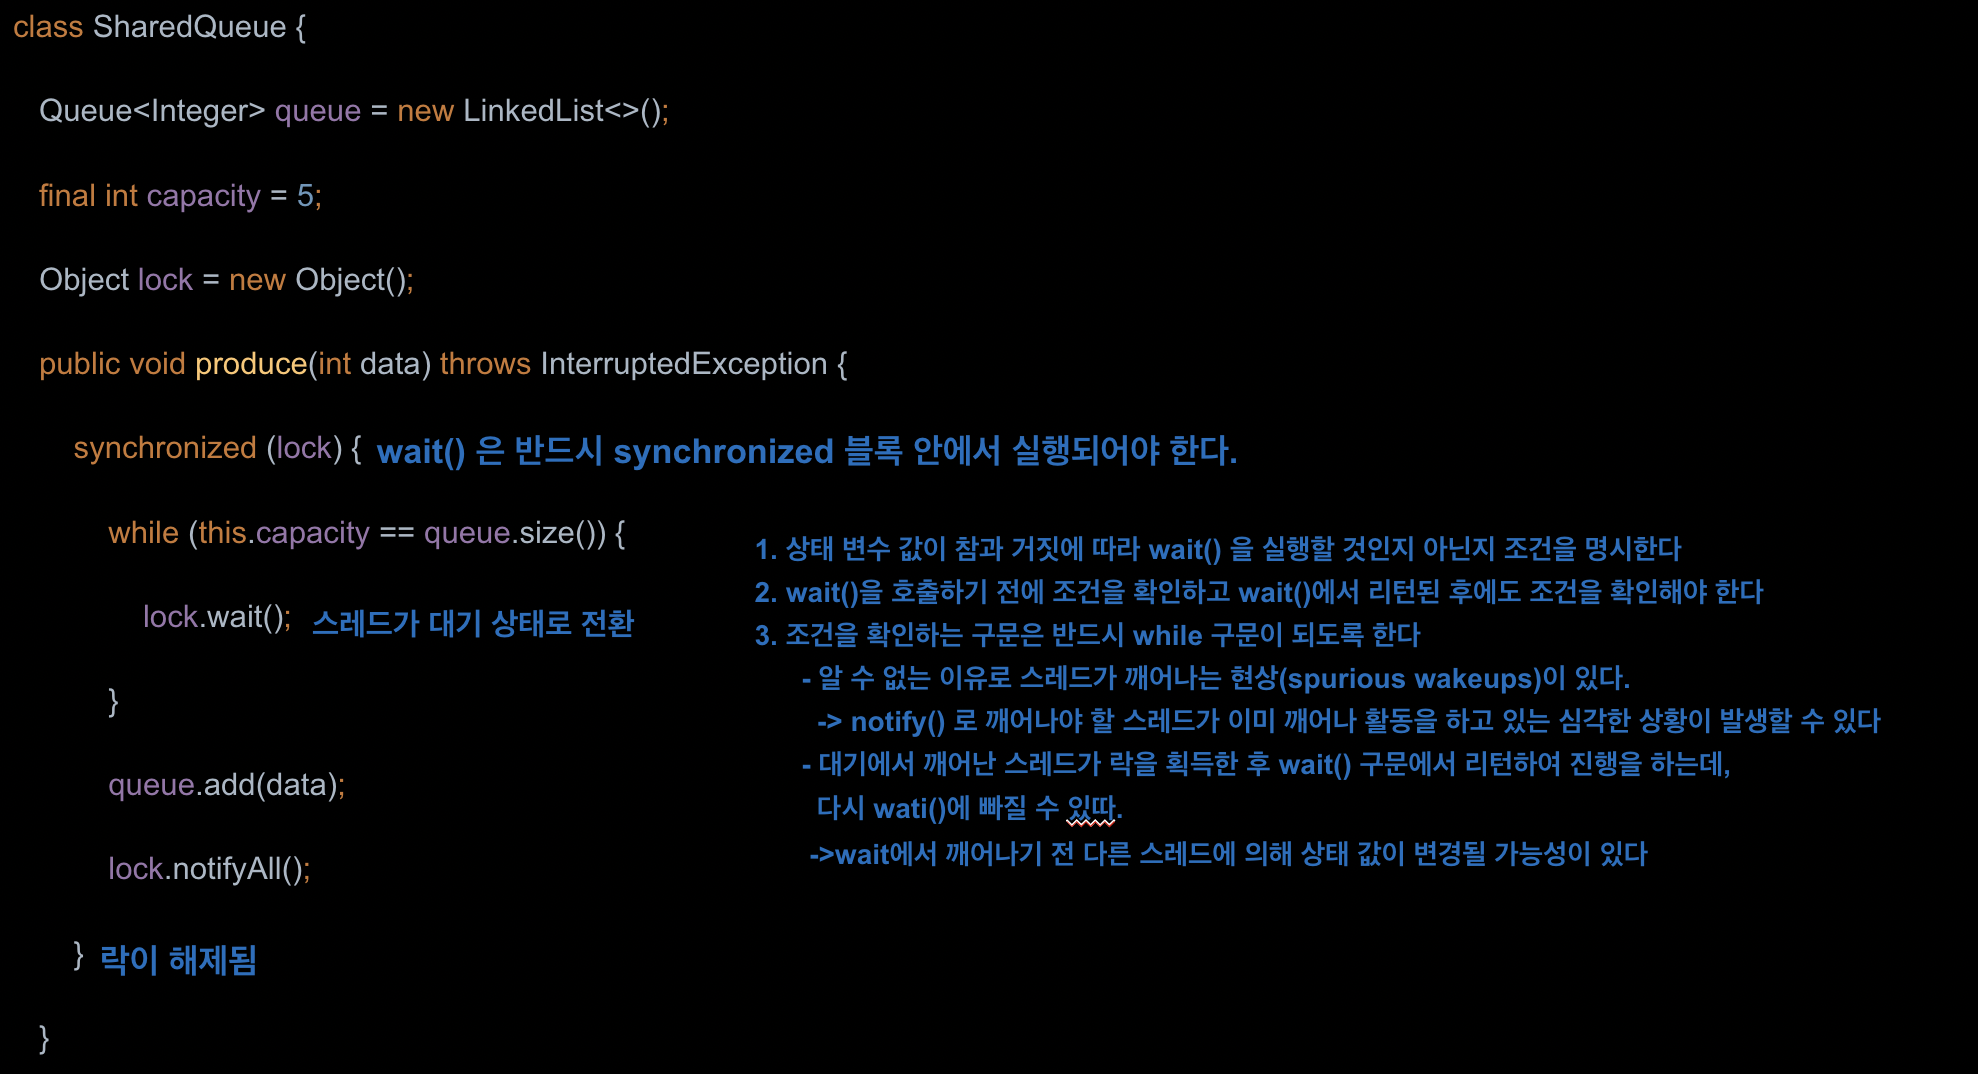 class SharedQueue {
Queue<Integer> queue = new LinkedList<>();
final int capacity = 5;
Object lock = new Object();
public void produce(int data) throws InterruptedException {
synchronized (lock) { wait() 은 반드시 synchronized 블록 안에서 실행되어야 한다.
while (this.capacity == queue.size()) {
lock.wait(); 스레드가 대기 상태로 전환
}
queue.add(data);
lock.notifyAll();
} 락이 해제됨
}
1. 상태 변수 값이 참과 거짓에 따라 wait() 을 실행할 것인지 아닌지 조건을 명시한다
2. wait()을 호출하기 전에 조건을 확인하고 wait()에서 리턴된 후에도 조건을 확인해야 한다
3. 조건을 확인하는 구문은 반드시 while 구문이 되도록 한다
- 알 수 없는 이유로 스레드가 깨어나는 현상(spurious wakeups)이 있다.
-> notify() 로 깨어나야 할 스레드가 이미 깨어나 활동을 하고 있는 심각한 상황이 발생할 수 있다
- 대기에서 깨어난 스레드가 락을 획득한 후 wait() 구문에서 리턴하여 진행을 하는데,
다시 wati()에 빠질 수 있따.
->wait에서 깨어나기 전 다른 스레드에 의해 상태 값이 변경될 가능성이 있다